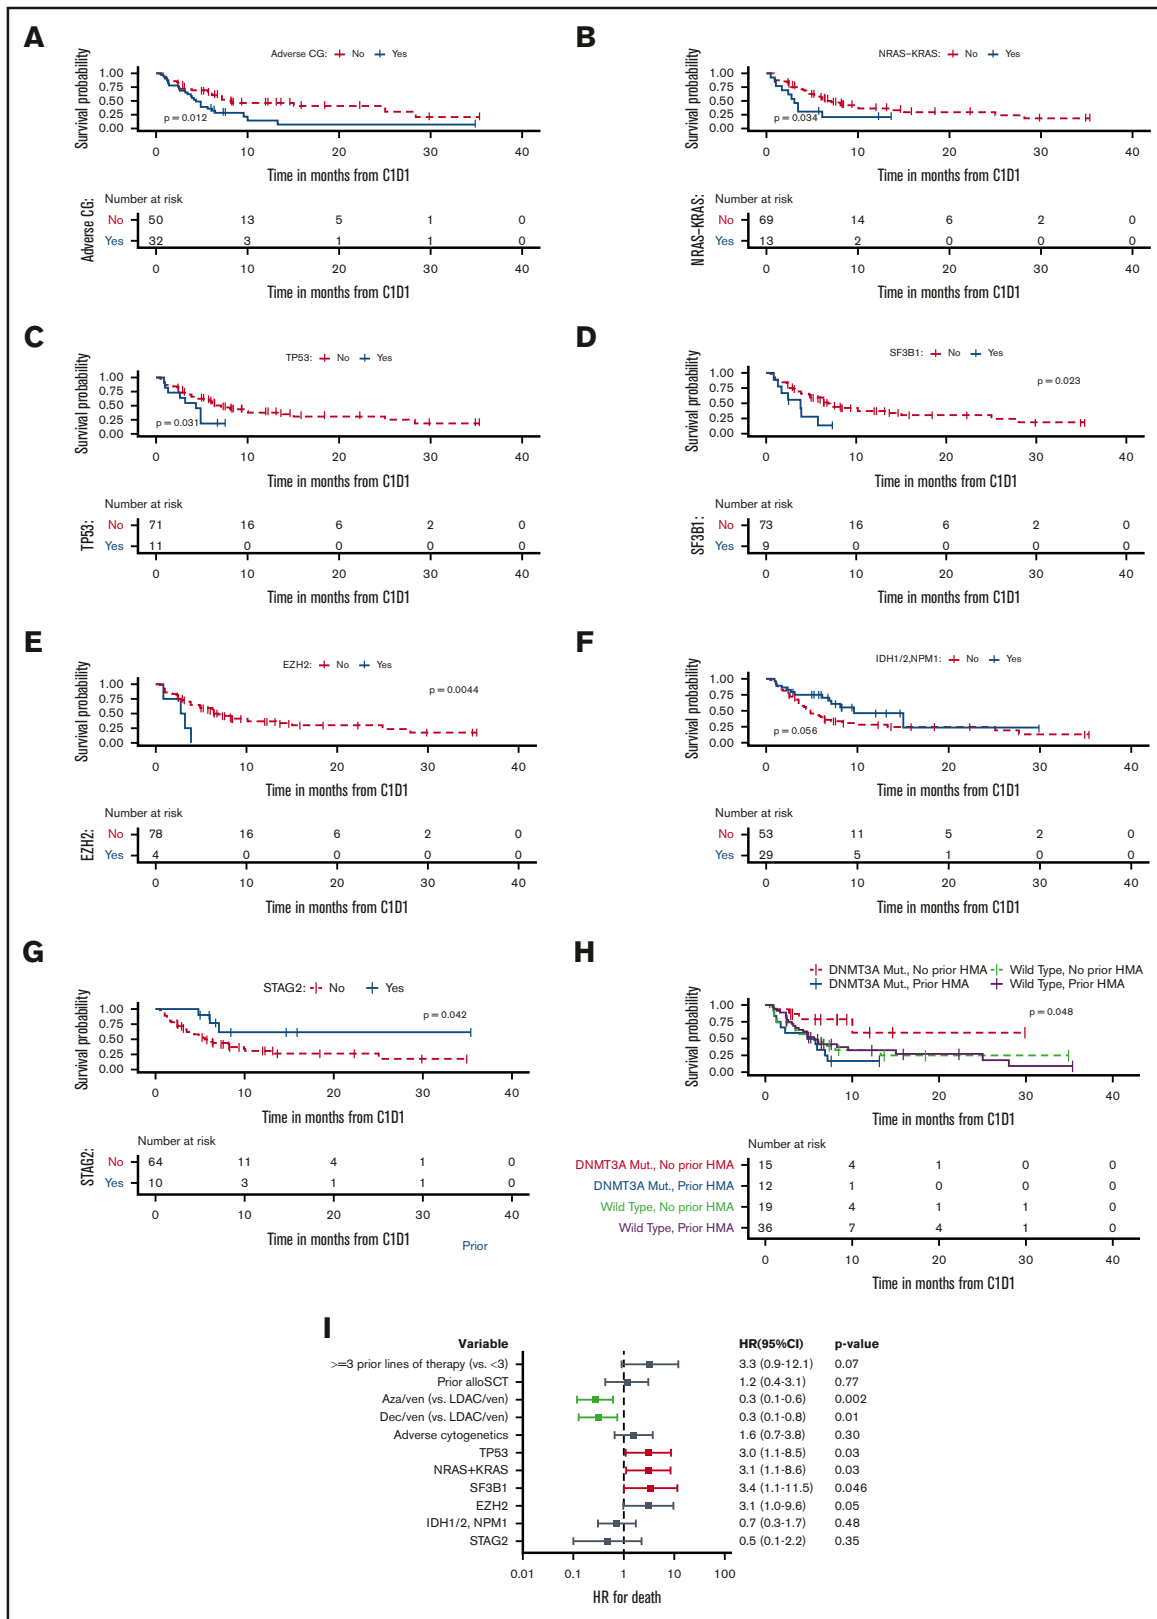 A
Adverse CG: No Yes
Survival probability
1.00
0.75
0.50
0.25
0.00
p = 0.012
0 10 20 30 40
Time in months from C1D1
Number at risk
Adverse CG:
No 50 13 5 1 0
Yes 32 3 1 1 0
0 10 20 30 40
Time in months from C1D1
B
NRAS–KRAS: No Yes
Survival probability
1.00
0.75
0.50
0.25
0.00
p = 0.034
0 10 20 30 40
Time in months from C1D1
Number at risk
NRAS–KRAS:
No 69 14 6 2 0
Yes 13 2 0 0 0
0 10 20 30 40
Time in months from C1D1
C
TP53: No Yes
Survival probability
1.00
0.75
0.50
0.25
0.00
p = 0.031
0 10 20 30 40
Time in months from C1D1
Number at risk
TP53:
No 71 16 6 2 0
Yes 11 0 0 0 0
0 10 20 30 40
Time in months from C1D1
D
SF3B1: No Yes
Survival probability
1.00
0.75
0.50
0.25
0.00
p = 0.023
0 10 20 30 40
Time in months from C1D1
Number at risk
SF3B1:
No 73 16 6 2 0
Yes 9 0 0 0 0
0 10 20 30 40
Time in months from C1D1
E
EZH2: No Yes
Survival probability
1.00
0.75
0.50
0.25
0.00
p = 0.0044
0 10 20 30 40
Time in months from C1D1
Number at risk
EZH2:
No 78 16 6 2 0
Yes 4 0 0 0 0
0 10 20 30 40
Time in months from C1D1
F
IDH1/2,NPM1: No Yes
Survival probability
1.00
0.75
0.50
0.25
0.00
p = 0.056
0 10 20 30 40
Time in months from C1D1
Number at risk
No 53 11 5 2 0
Yes 29 5 1 0 0
0 10 20 30 40
Time in months from C1D1
G
STAG2: No Yes
Survival probability
1.00
0.75
0.50
0.25
0.00
p = 0.042
0 10 20 30 40
Time in months from C1D1
Number at risk
STAG2:
No 64 11 4 1 0
Yes 10 3 1 1 0
0 10 20 30 40
Time in months from C1D1
Prior
H
DNMT3A Mut., No prior HMA Wild Type, No prior HMA
DNMT3A Mut., Prior HMA Wild Type, Prior HMA
Survival probability
1.00
0.75
0.50
0.25
0.00
p = 0.048
0 10 20 30 40
Time in months from C1D1
Number at risk
DNMT3A Mut., No prior HMA 15 4 1 0 0
DNMT3A Mut., Prior HMA 12 1 0 0 0
Wild Type, No prior HMA 19 4 1 1 0
Wild Type, Prior HMA 36 7 4 1 0
0 10 20 30 40
Time in months from C1D1
I
Variable HR(95%CI) p-value
>=3 prior lines of therapy (vs. <3) 3.3 (0.9-12.1) 0.07
Prior alloSCT 1.2 (0.4-3.1) 0.77
Aza/ven (vs. LDAC/ven) 0.3 (0.1-0.6) 0.002
Dec/ven (vs. LDAC/ven) 0.3 (0.1-0.8) 0.01
Adverse cytogenetics 1.6 (0.7-3.8) 0.30
TP53 3.0 (1.1-8.5) 0.03
NRAS+KRAS 3.1 (1.1-8.6) 0.03
SF3B1 3.4 (1.1-11.5) 0.046
EZH2 3.1 (1.0-9.6) 0.05
IDH1/2, NPM1 0.7 (0.3-1.7) 0.48
STAG2 0.5 (0.1-2.2) 0.35
0.01 0.1 1 10 100
HR for death